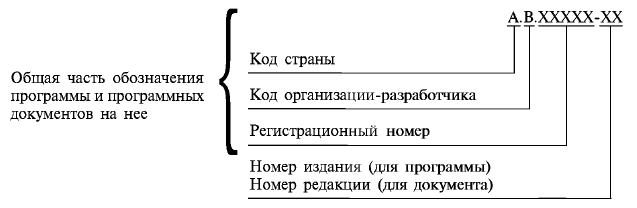 А.В.ХХХХХ-ХХ
Код страны
Общая часть обозначения
программы и программных
документов на нее
Код организации-разработчика
Регистрационный номер
Номер издания (для программы)
Номер редакции (для документа)